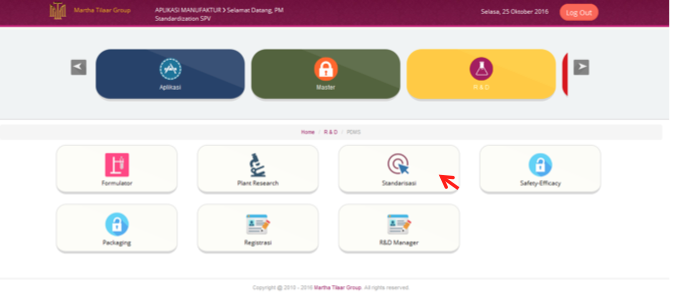 Martha Tilaar Group
APLIKASI MANUFAKTUR > Selamat Datang, PM
Standardization SPV
Selasa, 25 Oktober 2016
Log Out
Aplikasi
Master
R & D
Home / R & D / PDMS
Formulator
Plant Research
Standarisasi
Safety-Efficacy
Packaging
Registrasi
R&D Manager
Copyright @ 2010 - 2016 Martha Tilaar Group. All rights reserved.